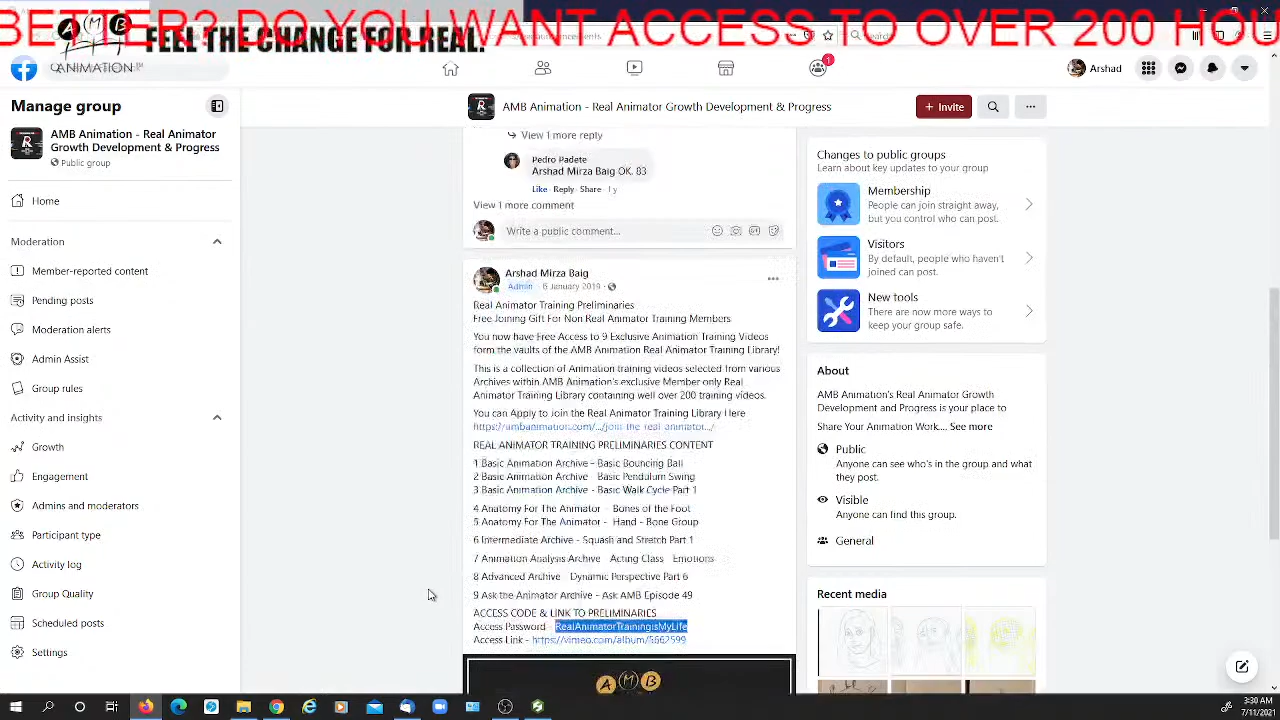 BETTER? DO YOU WANT ACCESS TO OVER 200 HOU
AMB
FEEL THE CHANGE FOR REAL.
ANIMATION
Arshad
1
Manage group
AMB Animation - Real Animator
Growth Development & Progress
Public group
Home
Moderation
Member-reported content
Pending posts
Moderation alerts
Admin Assist
Group rules
Activity and insights
Growth
Engagement
Admins and moderators
Participant type
Activity log
Group Quality
Scheduled posts
Settings
AMB Animation - Real Animator Growth Development & Progress
+ Invite
View 1 more reply
Pedro Padete
Arshad Mirza Baig OK. 83
Like · Reply · Share · 1y
View 1 more comment
Write a public comment...
Arshad Mirza Baig
Admin · 6 January 2019 ·
Real Animator Training Preliminaries
Free Joining Gift For Non Real Animator Training Members
You now have Free Access to 9 Exclusive Animation Training Videos
form the vaults of the AMB Animation Real Animator Training Library!
This is a collection of Animation training videos selected from various
Archives within AMB Animation's exclusive Member only Real
Animator Training Library containing well over 200 training videos.
You can Apply to Join the Real Animator Training Library Here
https://ambanimation.com/.../join-the-real-animator.../
REAL ANIMATOR TRAINING PRELIMINARIES CONTENT
1 Basic Animation Archive - Basic Bouncing Ball
2 Basic Animation Archive - Basic Pendulum Swing
3 Basic Animation Archive - Basic Walk Cycle Part 1
4 Anatomy For The Animator - Bones of the Foot
5 Anatomy For The Animator - Hand - Bone Group
6 Intermediate Archive - Squash and Stretch Part 1
7 Animation Analysis Archive - Acting Class - Emotions
8 Advanced Archive - Dynamic Perspective Part 6
9 Ask the Animator Archive - Ask AMB Episode 49
ACCESS CODE & LINK TO PRELIMINARIES
Access Password - RealAnimatorTrainingisMyLife
Access Link - https://vimeo.com/album/5662599
AMB
Changes to public groups
Learn about key updates to your group
Membership
People can join straight away,
but you control who can post.
Visitors
By default, people who haven't
joined can post.
New tools
There are now more ways to
keep your group safe.
About
AMB Animation's Real Animator Growth
Development and Progress is your place to
Share Your Animation Work.... See more
Public
Anyone can see who's in the group and what
they post.
Visible
Anyone can find this group.
General
Recent media
3:30 AM
7/11/2021